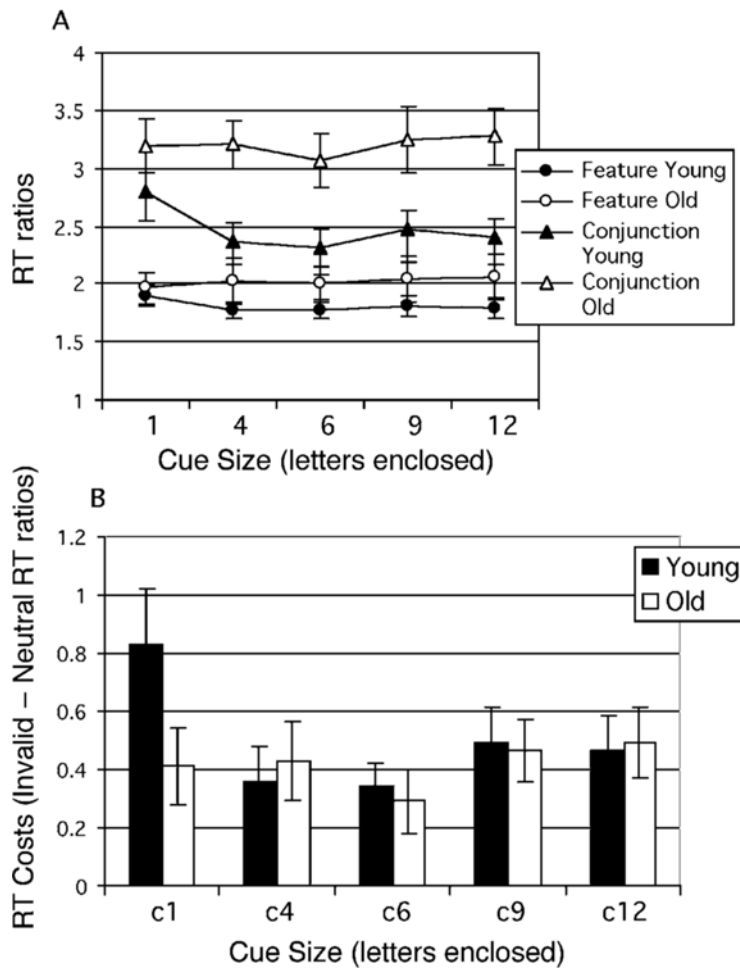 A
RT ratios
4
3.5
3
2.5
2
1.5
1
1 4 6 9 12
Cue Size (letters enclosed)
Feature Young
Feature Old
Conjunction
Young
Conjunction
Old
B
RT Costs (Invalid – Neutral RT ratios)
1.2
1
0.8
0.6
0.4
0.2
0
c1 c4 c6 c9 c12
Cue Size (letters enclosed)
Young
Old